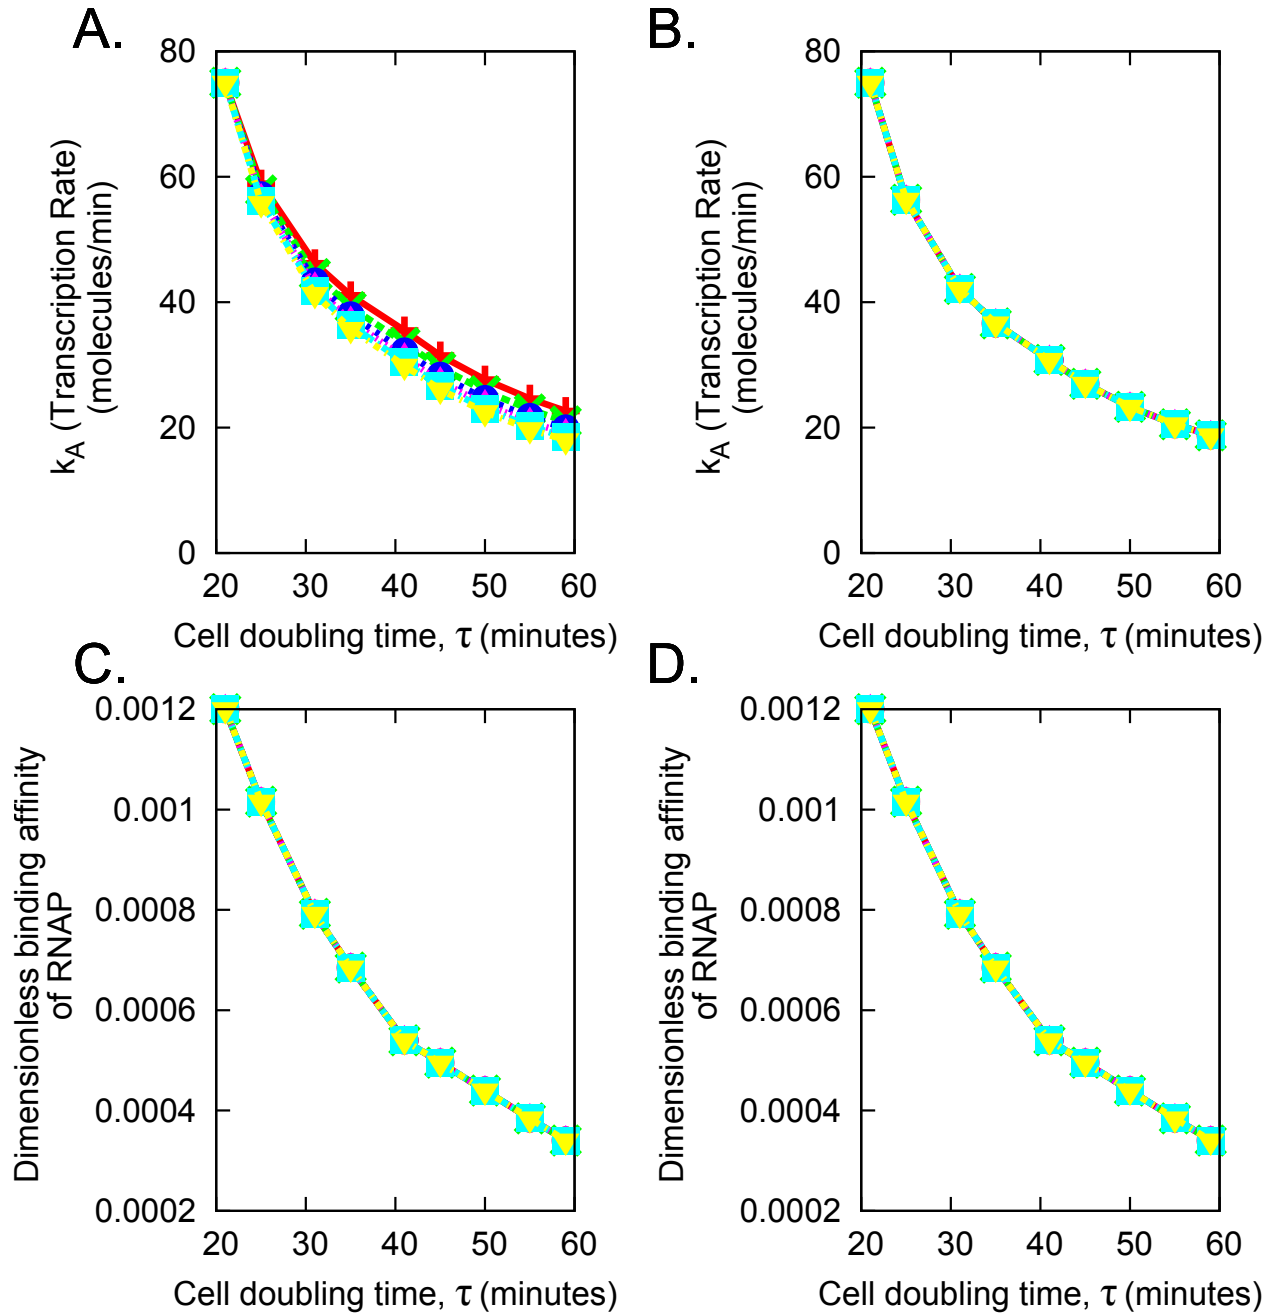 A.
80
60
40
20
0
k_A (Transcription Rate)
(molecules/min)
20 30 40 50 60
Cell doubling time, τ (minutes)
B.
80
60
40
20
0
k_A (Transcription Rate)
(molecules/min)
20 30 40 50 60
Cell doubling time, τ (minutes)
C.
0.0012
0.001
0.0008
0.0006
0.0004
0.0002
Dimensionless binding affinity
of RNAP
20 30 40 50 60
Cell doubling time, τ (minutes)
D.
0.0012
0.001
0.0008
0.0006
0.0004
0.0002
Dimensionless binding affinity
of RNAP
20 30 40 50 60
Cell doubling time, τ (minutes)